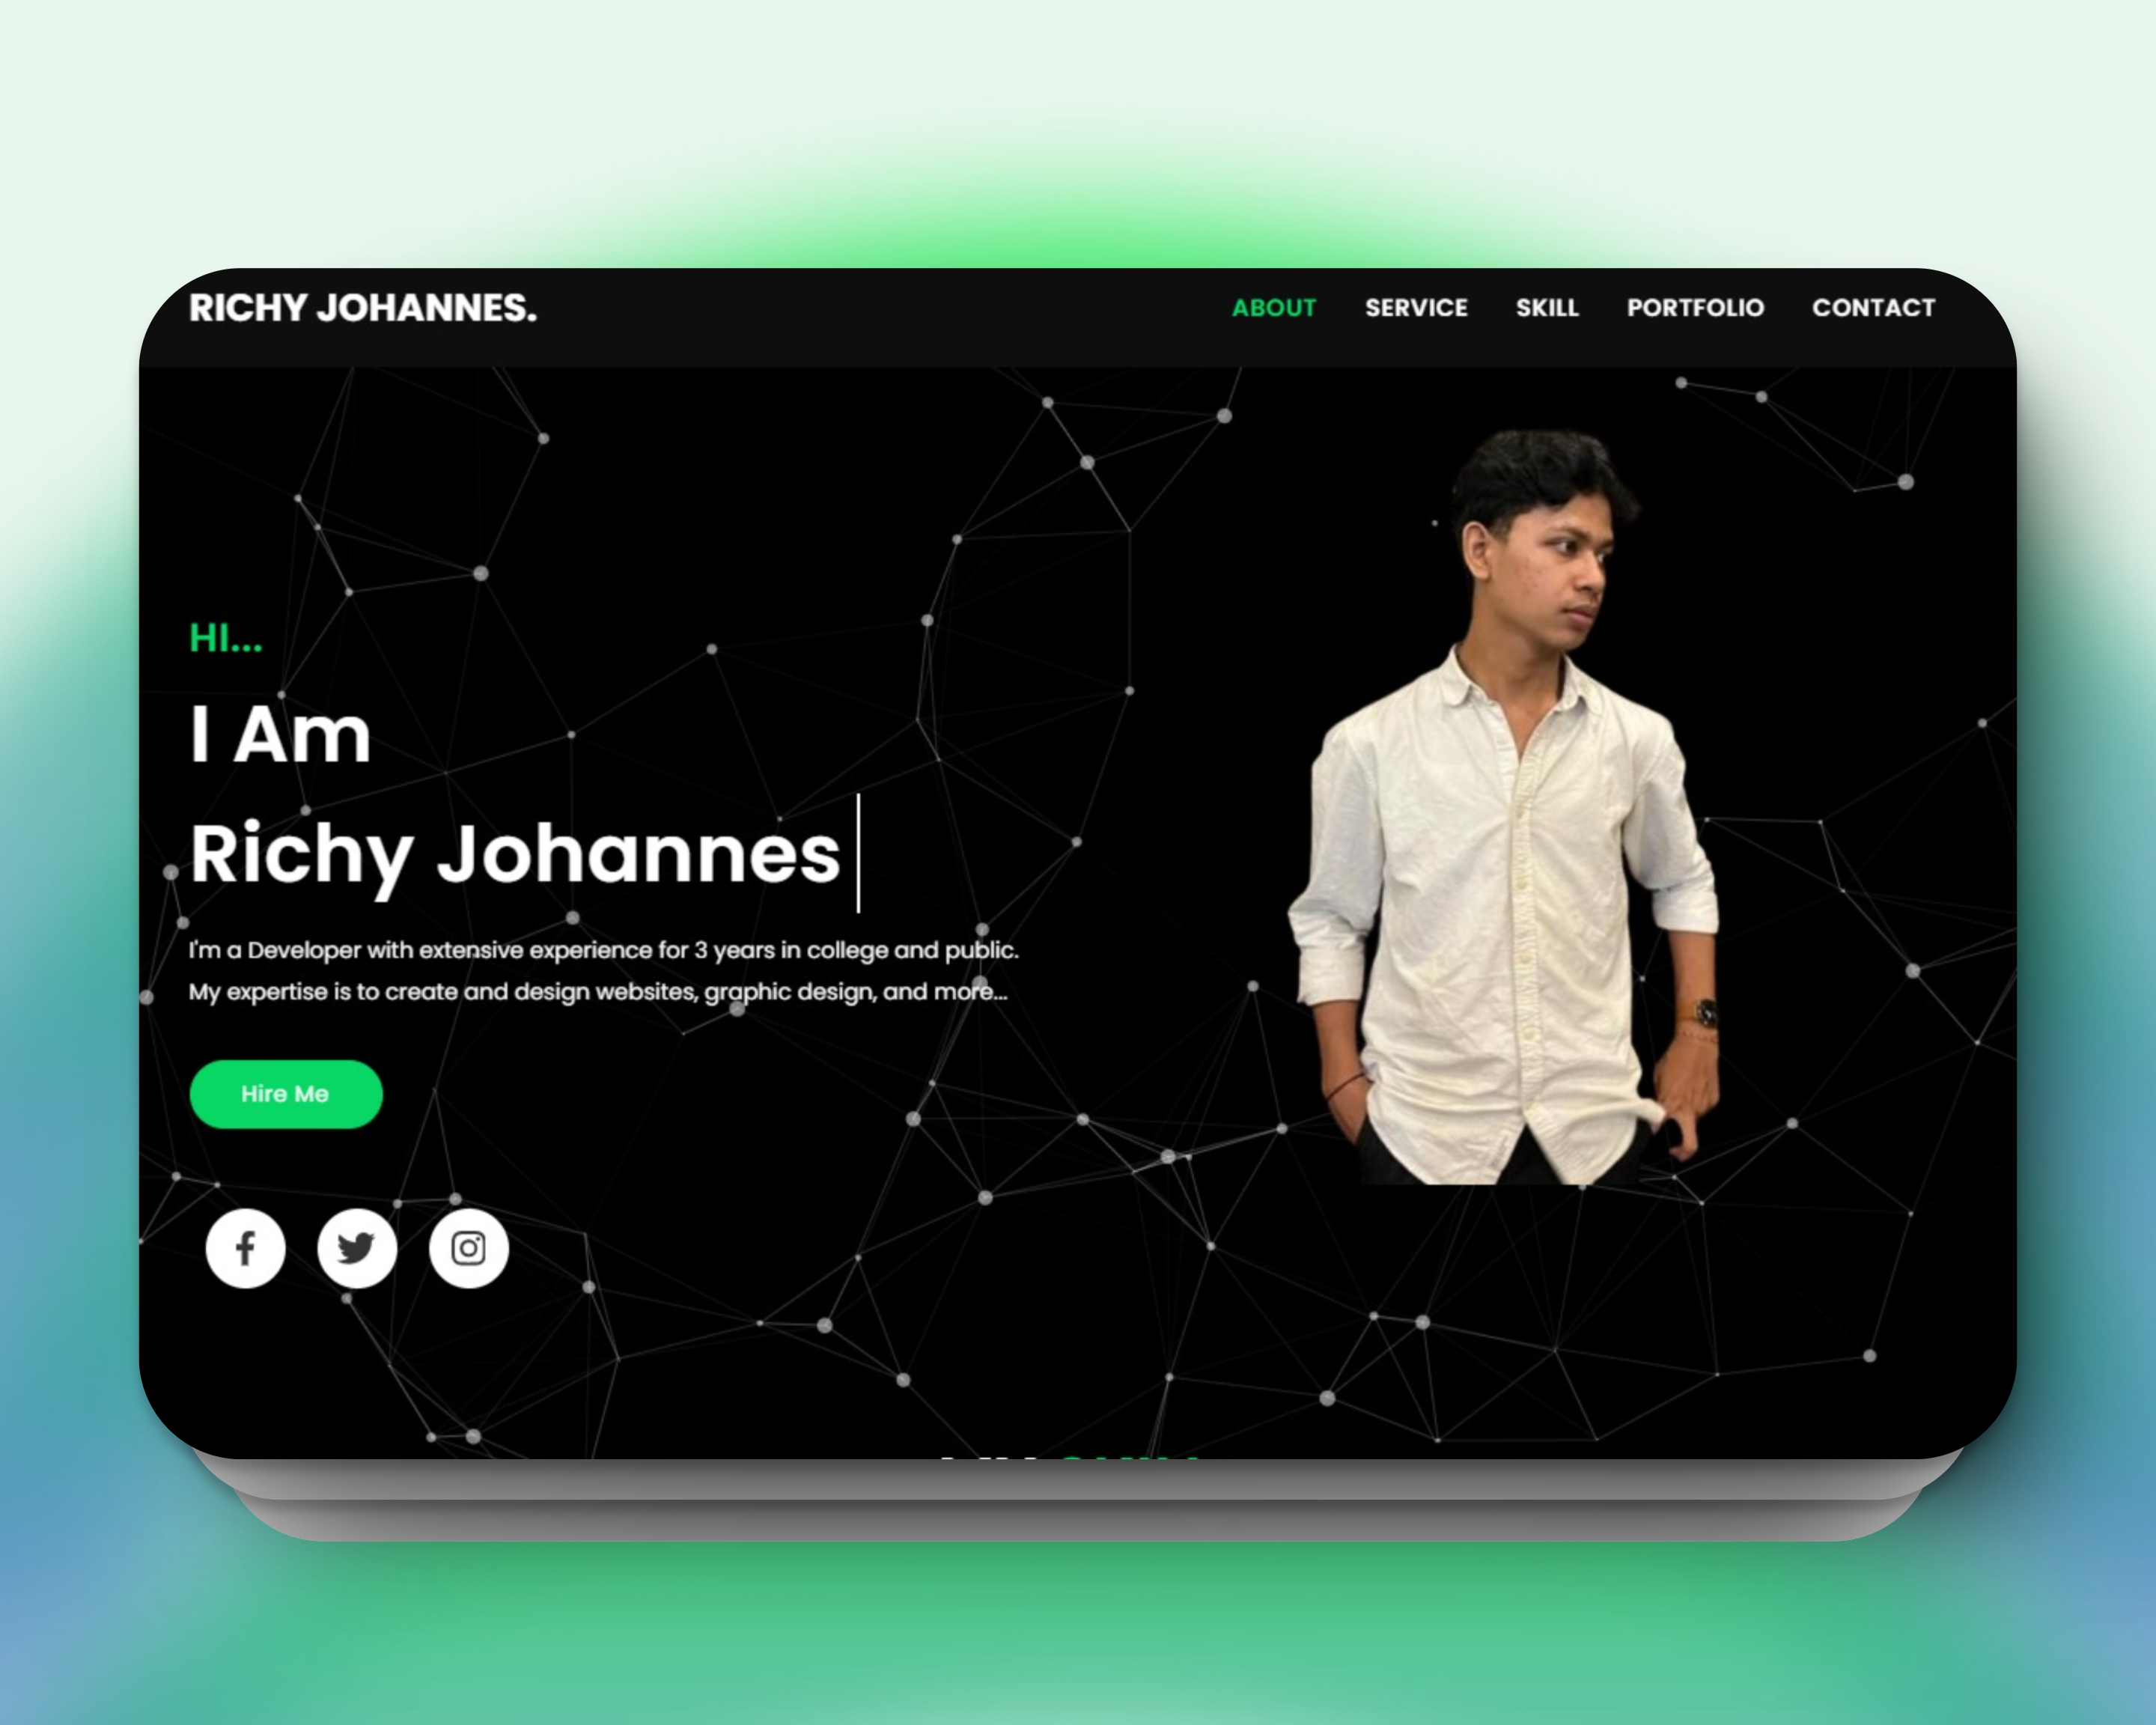 RICHY JOHANNES.
ABOUT SERVICE SKILL PORTFOLIO CONTACT
HI...
I Am
Richy Johannes
I'm a Developer with extensive experience for 3 years in college and public.
My expertise is to create and design websites, graphic design, and more...
Hire Me